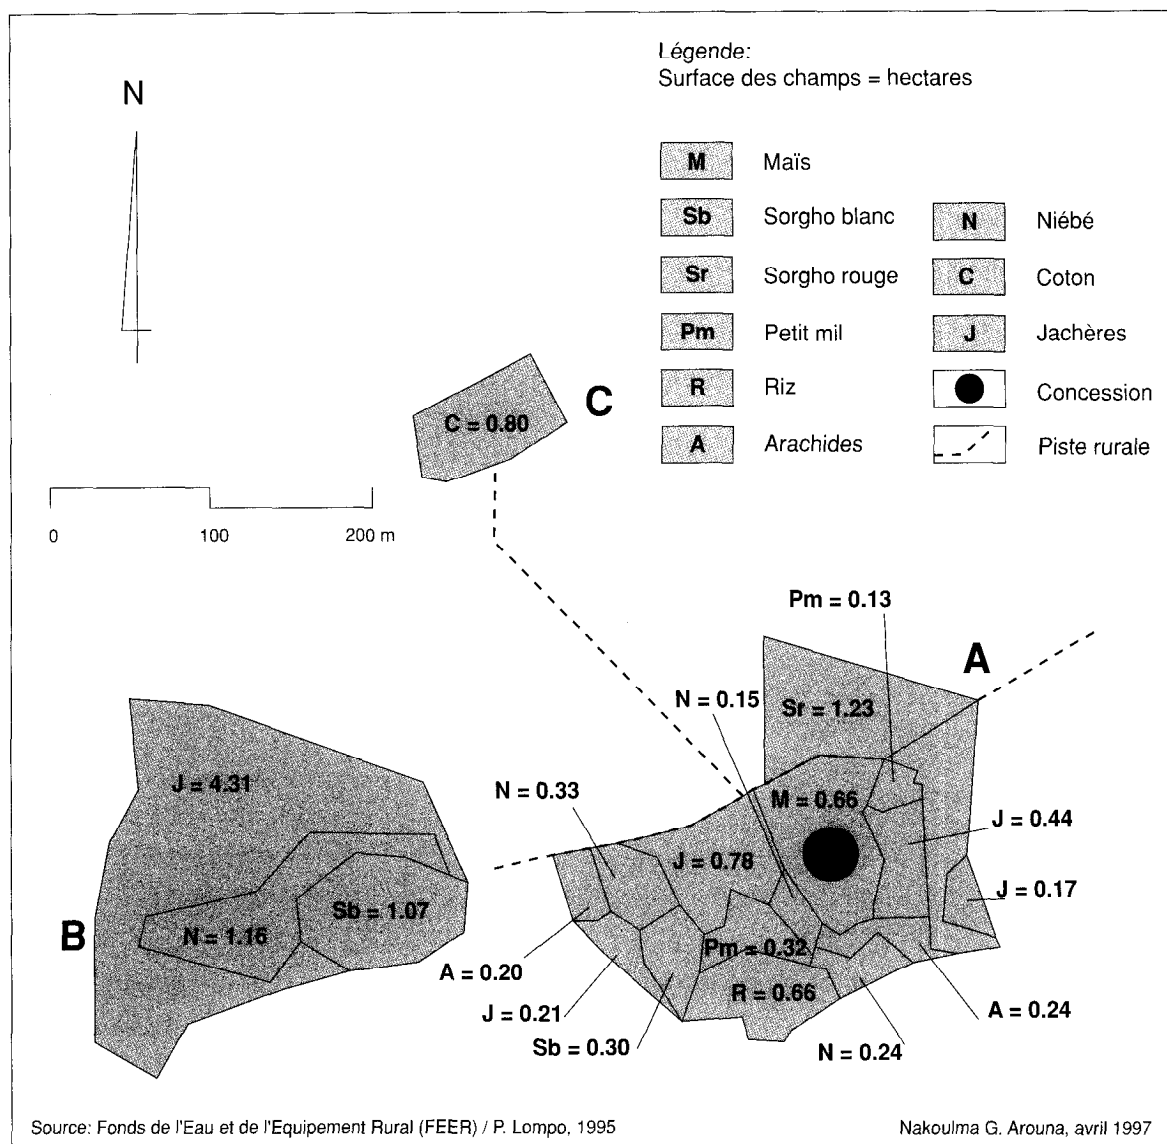 Légende:
Surface des champs = hectares
N
M Maïs
Sb Sorgho blanc
N Niébé
Sr Sorgho rouge
C Coton
Pm Petit mil
J Jachères
R Riz
Concession
A Arachides
Piste rurale
C = 0.80
C
0 100 200 m
Pm = 0.13
A
N = 0.15
Sr = 1.23
J = 4.31
N = 0.33
M = 0.66
J = 0.44
J = 0.78
J = 0.17
Sb = 1.07
B
N = 1.16
Pm = 0.32
A = 0.20
R = 0.66
J = 0.21
A = 0.24
Sb = 0.30
N = 0.24
Source: Fonds de l'Eau et de l'Equipement Rural (FEER) / P. Lompo, 1995
Nakoulma G. Arouna, avril 1997